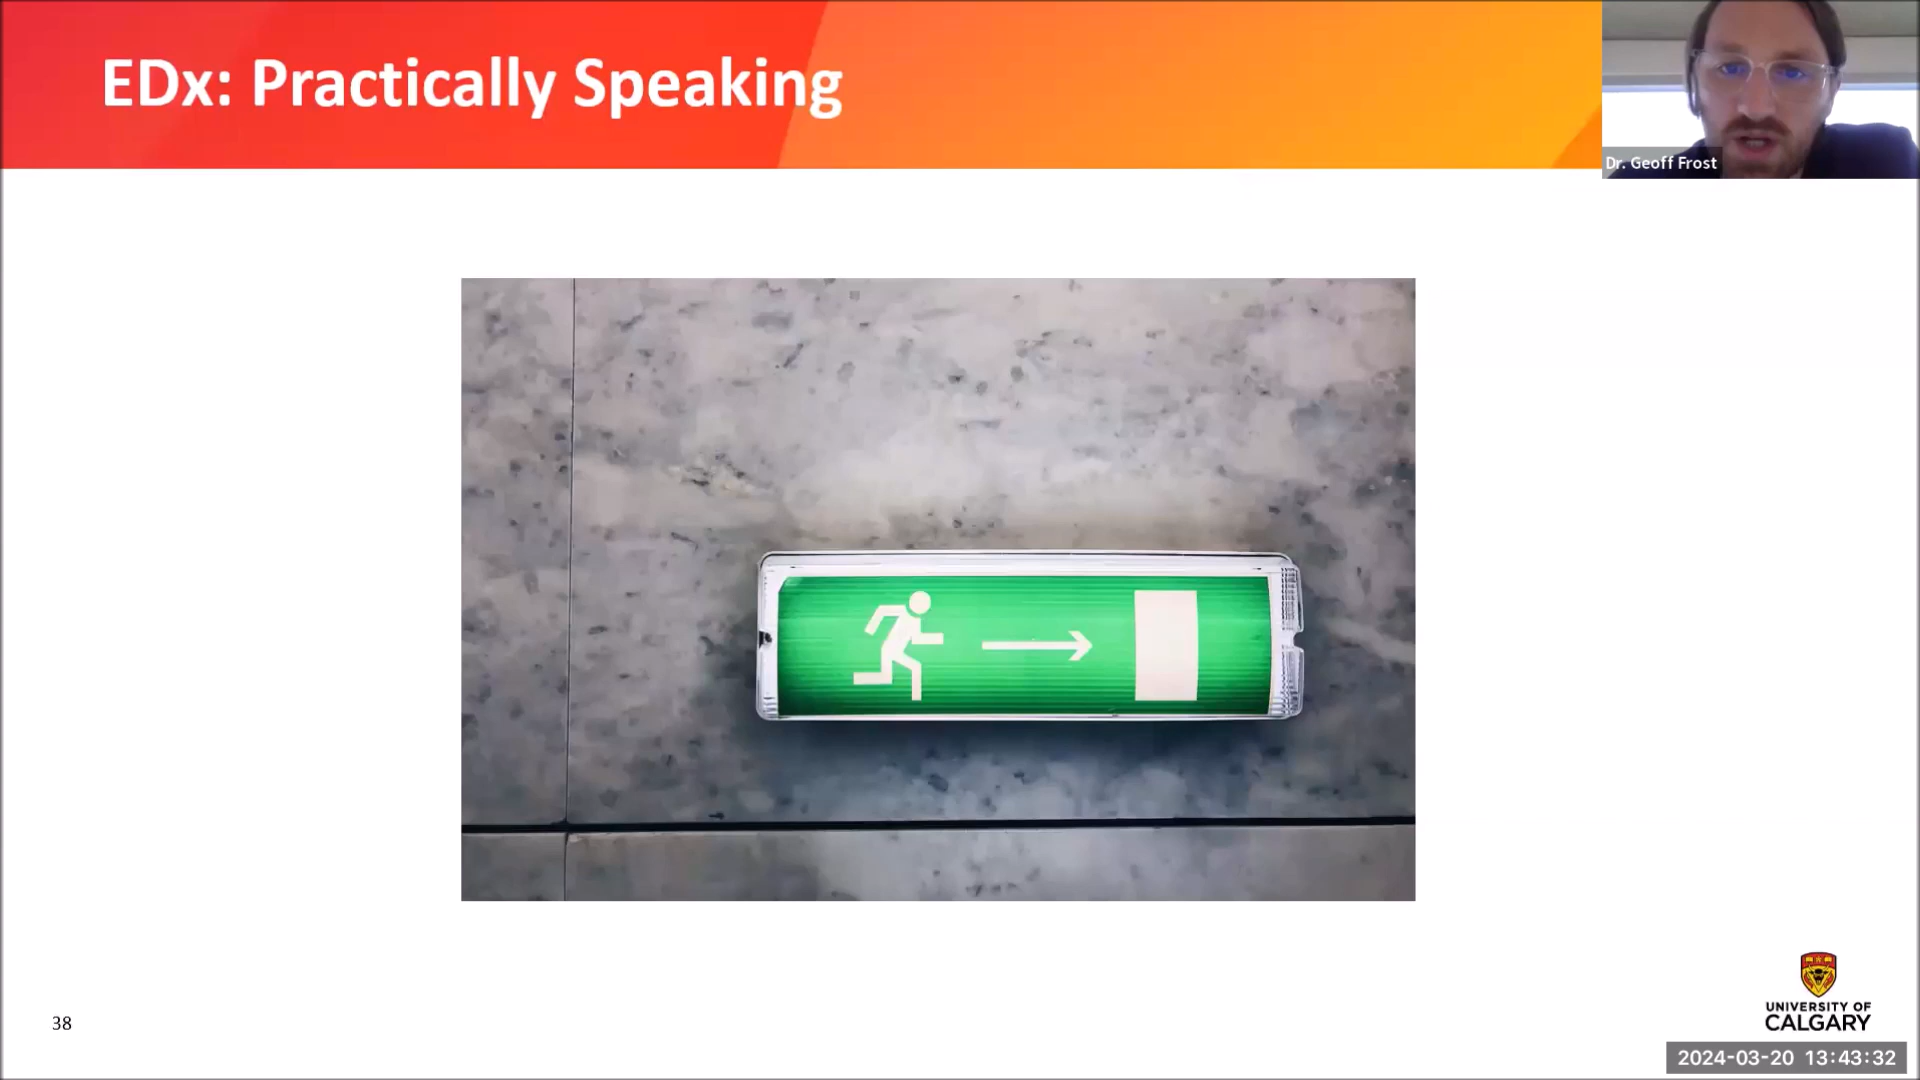 EDx: Practically Speaking
Dr. Geoff Frost
38
UNIVERSITY OF
CALGARY
2024-03-20 13:43:32